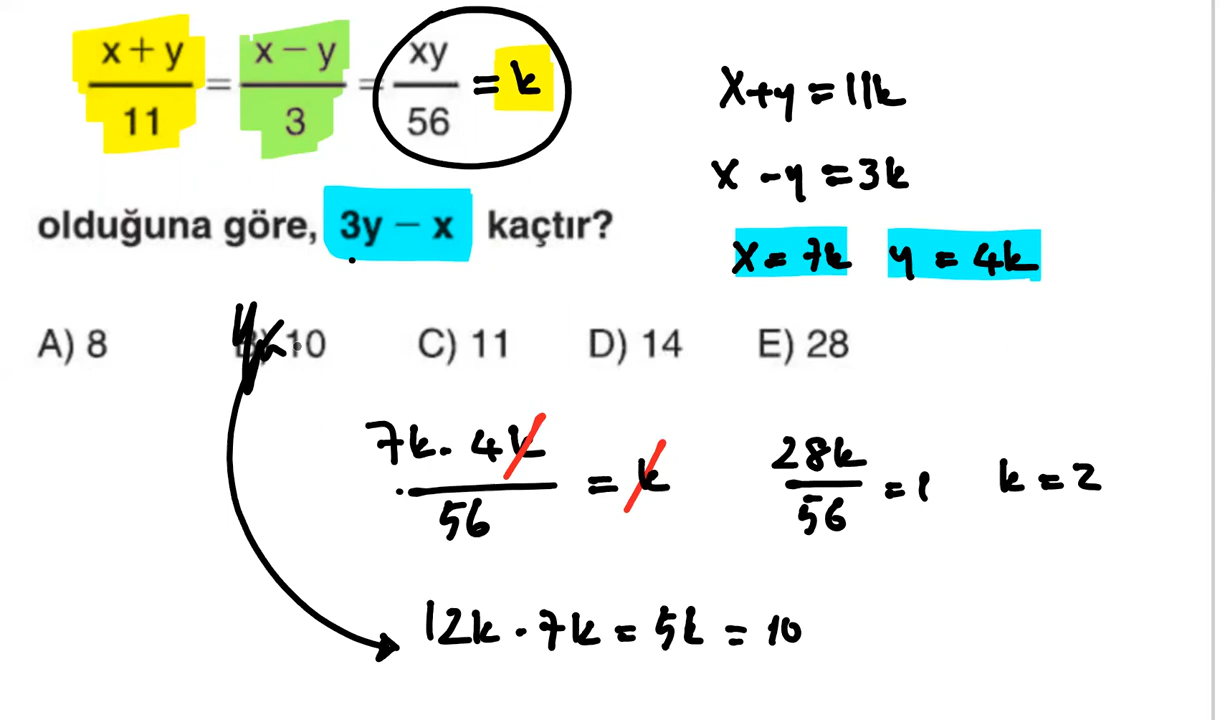 x + y / 11 = x − y / 3 = xy / 56 = k
olduğuna göre, 3y − x kaçtır?
A) 8 B) 10 C) 11 D) 14 E) 28
x+y = 11k
x - y = 3k
x = 7k y = 4k
7k . 4k / 56 = k
28k / 56 = 1 k = 2
12k - 7k = 5k = 10